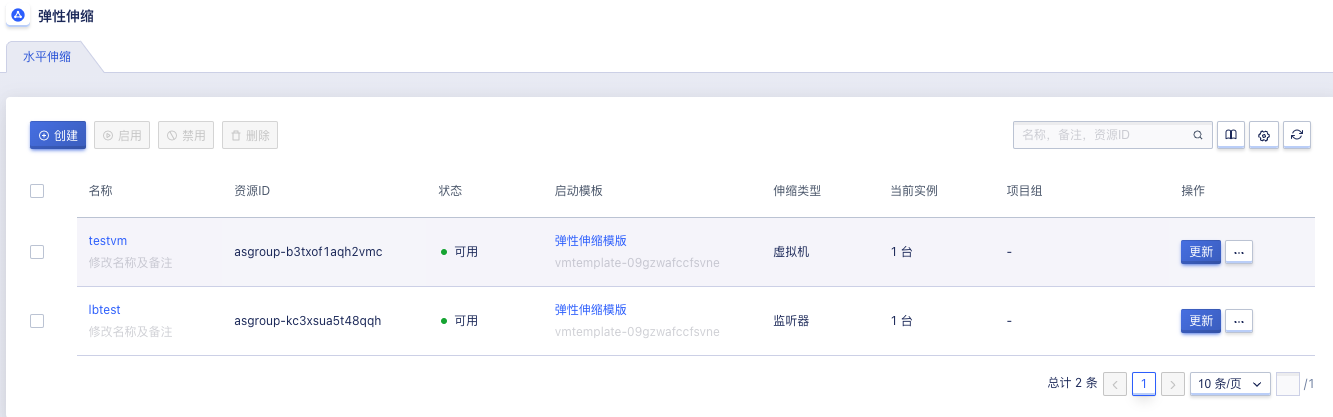 弹性伸缩
水平伸缩
创建 启用 禁用 删除 名称，备注，资源ID
名称 资源ID 状态 启动模板 伸缩类型 当前实例 项目组 操作
testvm 弹性伸缩模版
asgroup-b3txof1aqh2vmc 可用 虚拟机 1 台 - 更新 ...
修改名称及备注 vmtemplate-09gzwafccfsvne
lbtest 弹性伸缩模版
asgroup-kc3xsua5t48qqh 可用 监听器 1 台 - 更新 ...
修改名称及备注 vmtemplate-09gzwafccfsvne
总计 2 条 1 10 条/页 /1